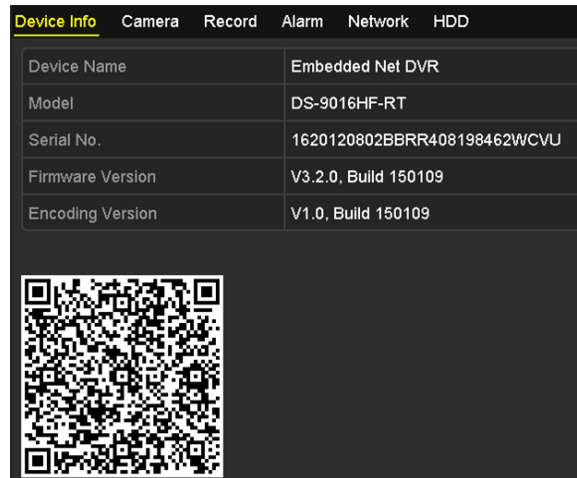 Device Info Camera Record Alarm Network HDD
Device Name Embedded Net DVR
Model DS-9016HF-RT
Serial No. 1620120802BBRR408198462WCVU
Firmware Version V3.2.0, Build 150109
Encoding Version V1.0, Build 150109